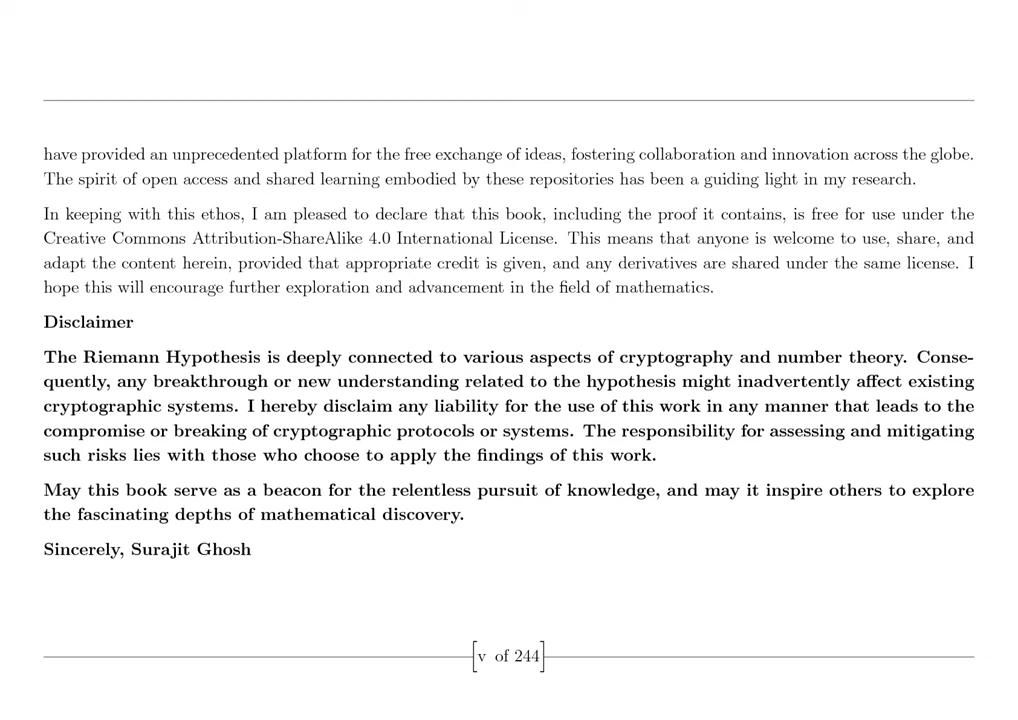 have provided an unprecedented platform for the free exchange of ideas, fostering collaboration and innovation across the globe.
The spirit of open access and shared learning embodied by these repositories has been a guiding light in my research.
In keeping with this ethos, I am pleased to declare that this book, including the proof it contains, is free for use under the
Creative Commons Attribution-ShareAlike 4.0 International License. This means that anyone is welcome to use, share, and
adapt the content herein, provided that appropriate credit is given, and any derivatives are shared under the same license. I
hope this will encourage further exploration and advancement in the field of mathematics.
Disclaimer
The Riemann Hypothesis is deeply connected to various aspects of cryptography and number theory. Conse-
quently, any breakthrough or new understanding related to the hypothesis might inadvertently affect existing
cryptographic systems. I hereby disclaim any liability for the use of this work in any manner that leads to the
compromise or breaking of cryptographic protocols or systems. The responsibility for assessing and mitigating
such risks lies with those who choose to apply the findings of this work.
May this book serve as a beacon for the relentless pursuit of knowledge, and may it inspire others to explore
the fascinating depths of mathematical discovery.
Sincerely, Surajit Ghosh
[v of 244]